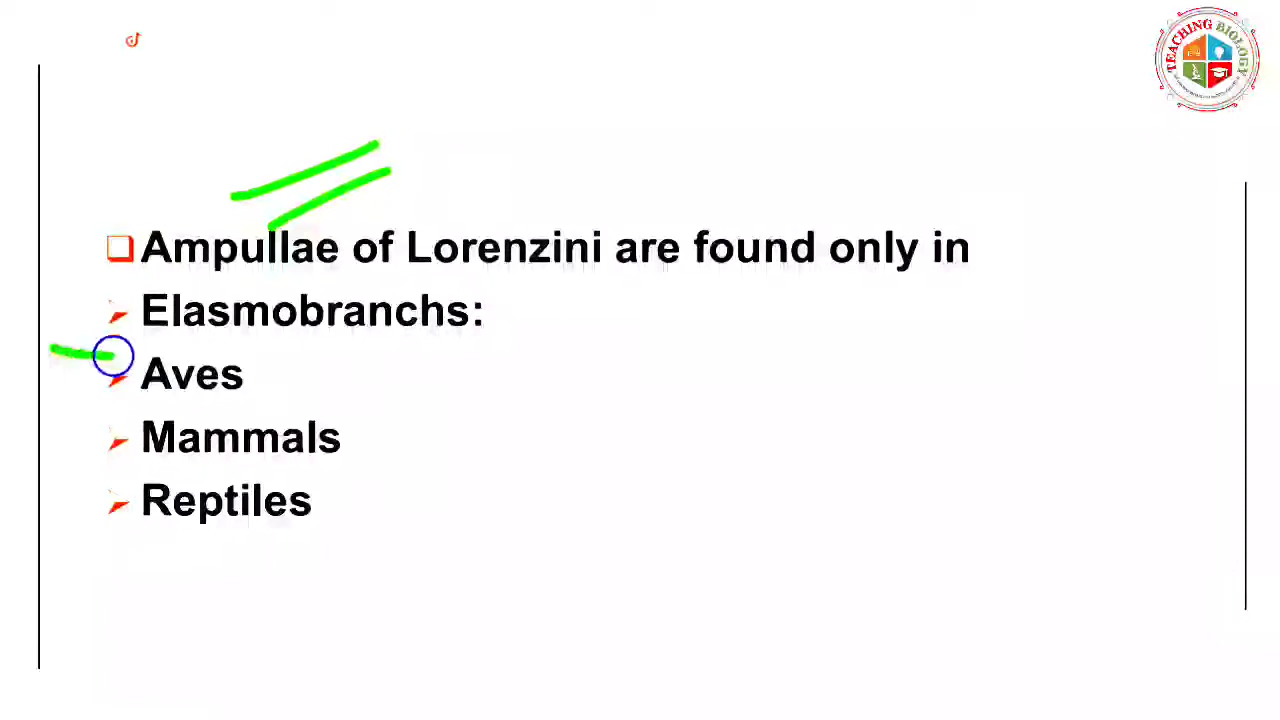 TEACHING BIOLOGY
Ampullae of Lorenzini are found only in
Elasmobranchs:
Aves
Mammals
Reptiles